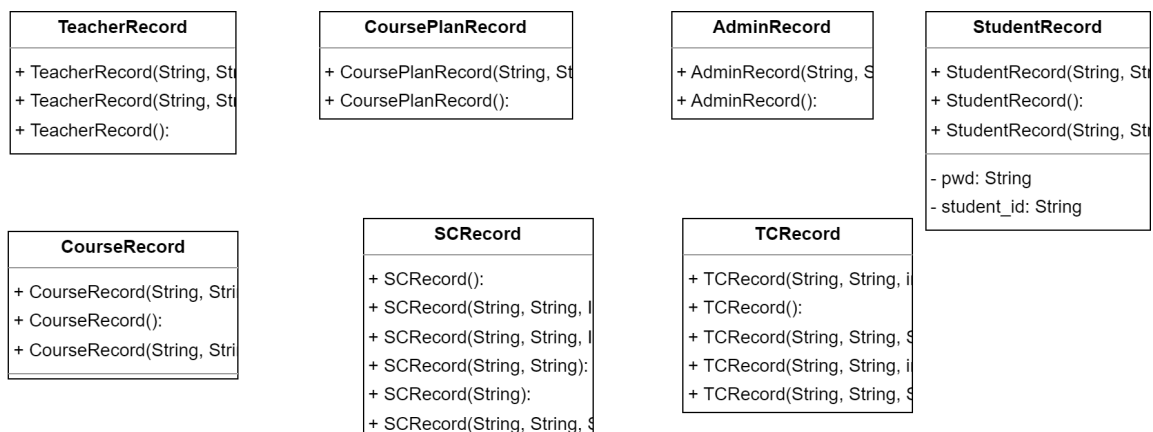 TeacherRecord
+ TeacherRecord(String, Str
+ TeacherRecord(String, Str
+ TeacherRecord():
CoursePlanRecord
+ CoursePlanRecord(String, St
+ CoursePlanRecord():
AdminRecord
+ AdminRecord(String, S
+ AdminRecord():
StudentRecord
+ StudentRecord(String, Str
+ StudentRecord():
+ StudentRecord(String, Str
- pwd: String
- student_id: String
CourseRecord
+ CourseRecord(String, Stri
+ CourseRecord():
+ CourseRecord(String, Stri
SCRecord
+ SCRecord():
+ SCRecord(String, String, I
+ SCRecord(String, String, I
+ SCRecord(String, String):
+ SCRecord(String):
+ SCRecord(String, String, S
TCRecord
+ TCRecord(String, String, i
+ TCRecord():
+ TCRecord(String, String, S
+ TCRecord(String, String, i
+ TCRecord(String, String, S